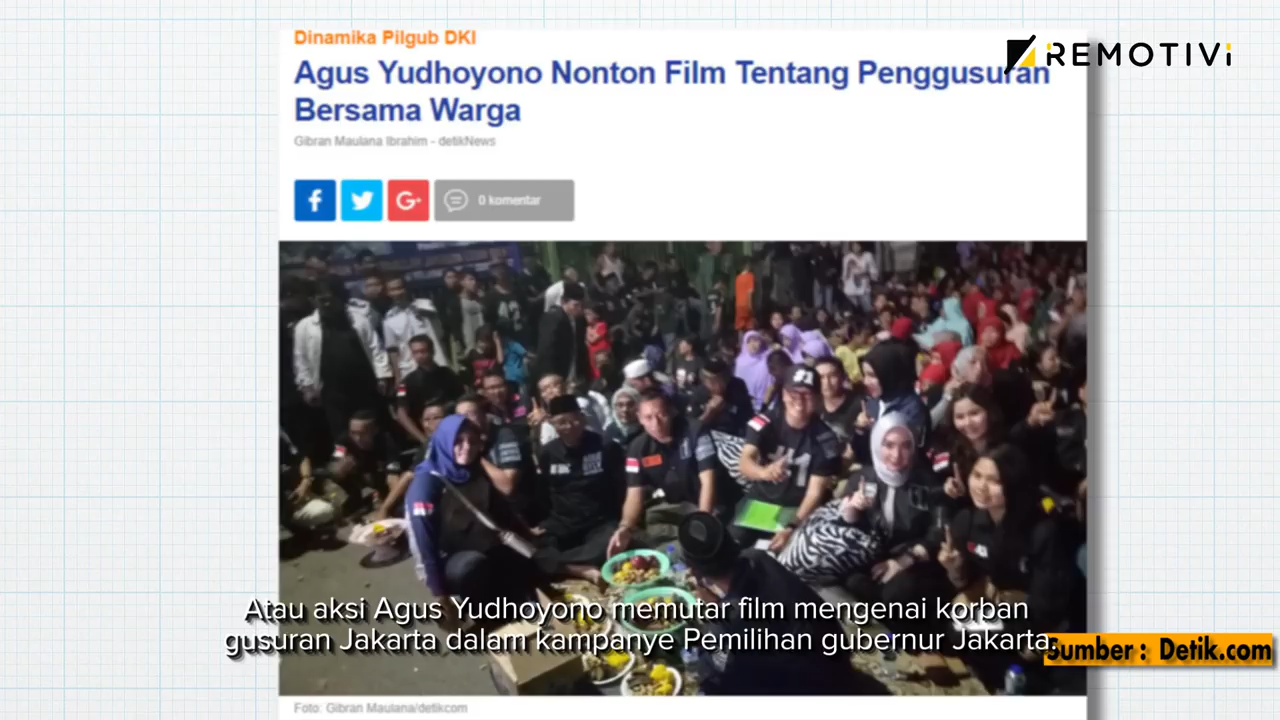 Dinamika Pilgub DKI
REMOTIVi
Agus Yudhoyono Nonton Film Tentang Penggusuran
Bersama Warga
Gibran Maulana Ibrahim - detikNews
f
G+
0 komentar
#1
Atau aksi Agus Yudhoyono memutar film mengenai korban
gusuran Jakarta dalam kampanye Pemilihan gubernur Jakarta.
Sumber : Detik.com
Foto: Gibran Maulana/detikcom